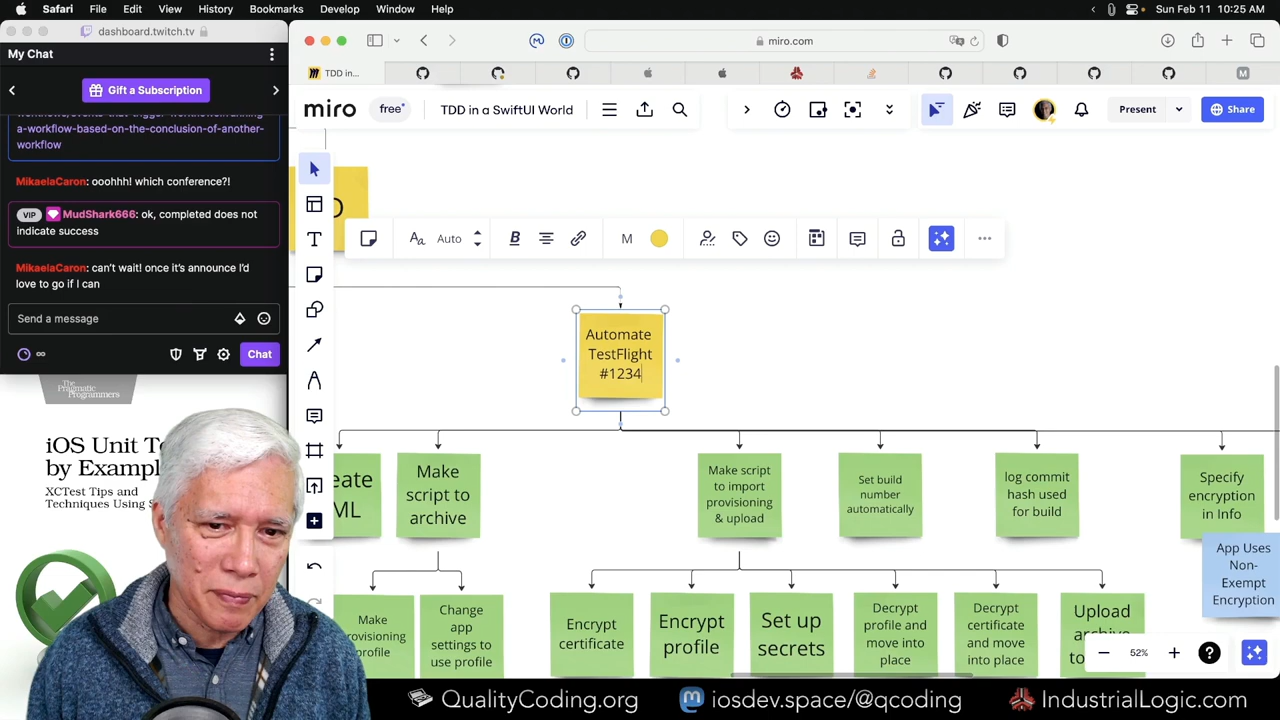 Safari File Edit View History Bookmarks Develop Window Help
Sun Feb 11 10:25 AM
dashboard.twitch.tv
My Chat
Gift a Subscription
a-workflow-based-on-the-conclusion-of-another-
workflow
MikaelaCaron: ooohhh! which conference?!
VIP MudShark666: ok, completed does not
indicate success
MikaelaCaron: can't wait! once it's announce I'd
love to go if I can
Send a message
Chat
miro.com
TDD in...
miro
free
TDD in a SwiftUI World
Present
Share
Auto
B
M
Automate
TestFlight
#1234
Make
script to
archive
Make script
to import
provisioning
& upload
Set build
number
automatically
log commit
hash used
for build
Specify
encryption
in Info
App Uses
Non-
Exempt
Encryption
Make
provisioning
profile
Change
app
settings to
use profile
Encrypt
certificate
Encrypt
profile
Set up
secrets
Decrypt
profile and
move into
place
Decrypt
certificate
and move
into place
Upload
52%
The
Pragmatic
Programmers
iOS Unit Te
by Exampl
XCTest Tips and
Techniques Using S
QualityCoding.org
iosdev.space/@qcoding
IndustrialLogic.com